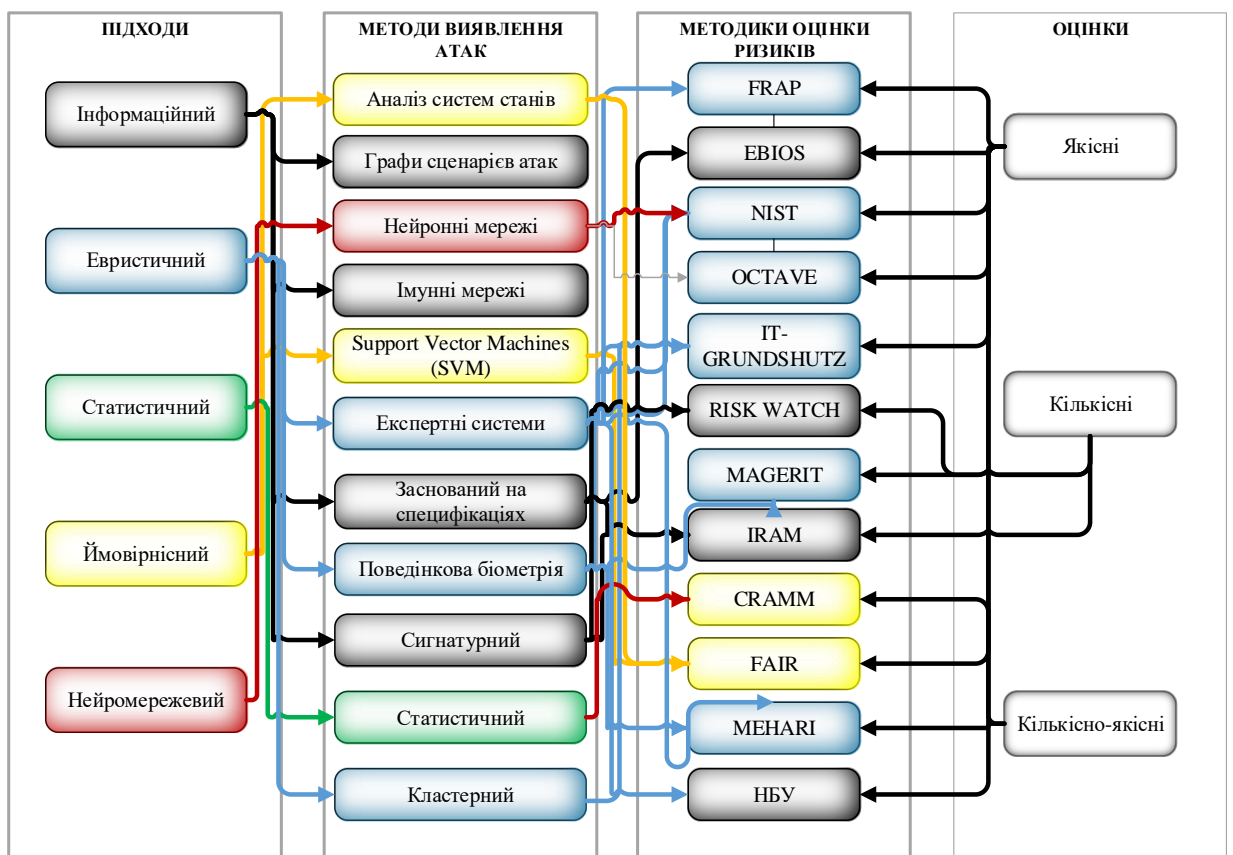 ПІДХОДИ
Інформаційний
Евристичний
Статистичний
Ймовірнісний
Нейромережевий
МЕТОДИ ВИЯВЛЕННЯ
АТАК
Аналіз систем станів
Графи сценаріїв атак
Нейронні мережі
Імунні мережі
Support Vector Machines
(SVM)
Експертні системи
Заснований на
специфікаціях
Поведінкова біометрія
Сигнатурний
Статистичний
Кластерний
МЕТОДИКИ ОЦІНКИ
РИЗИКІВ
FRAP
EBIOS
NIST
OCTAVE
IT-
GRUNDSHUTZ
RISK WATCH
MAGERIT
IRAM
CRAMM
FAIR
MEHARI
НБУ
ОЦІНКИ
Якісні
Кількісні
Кількісно-якісні